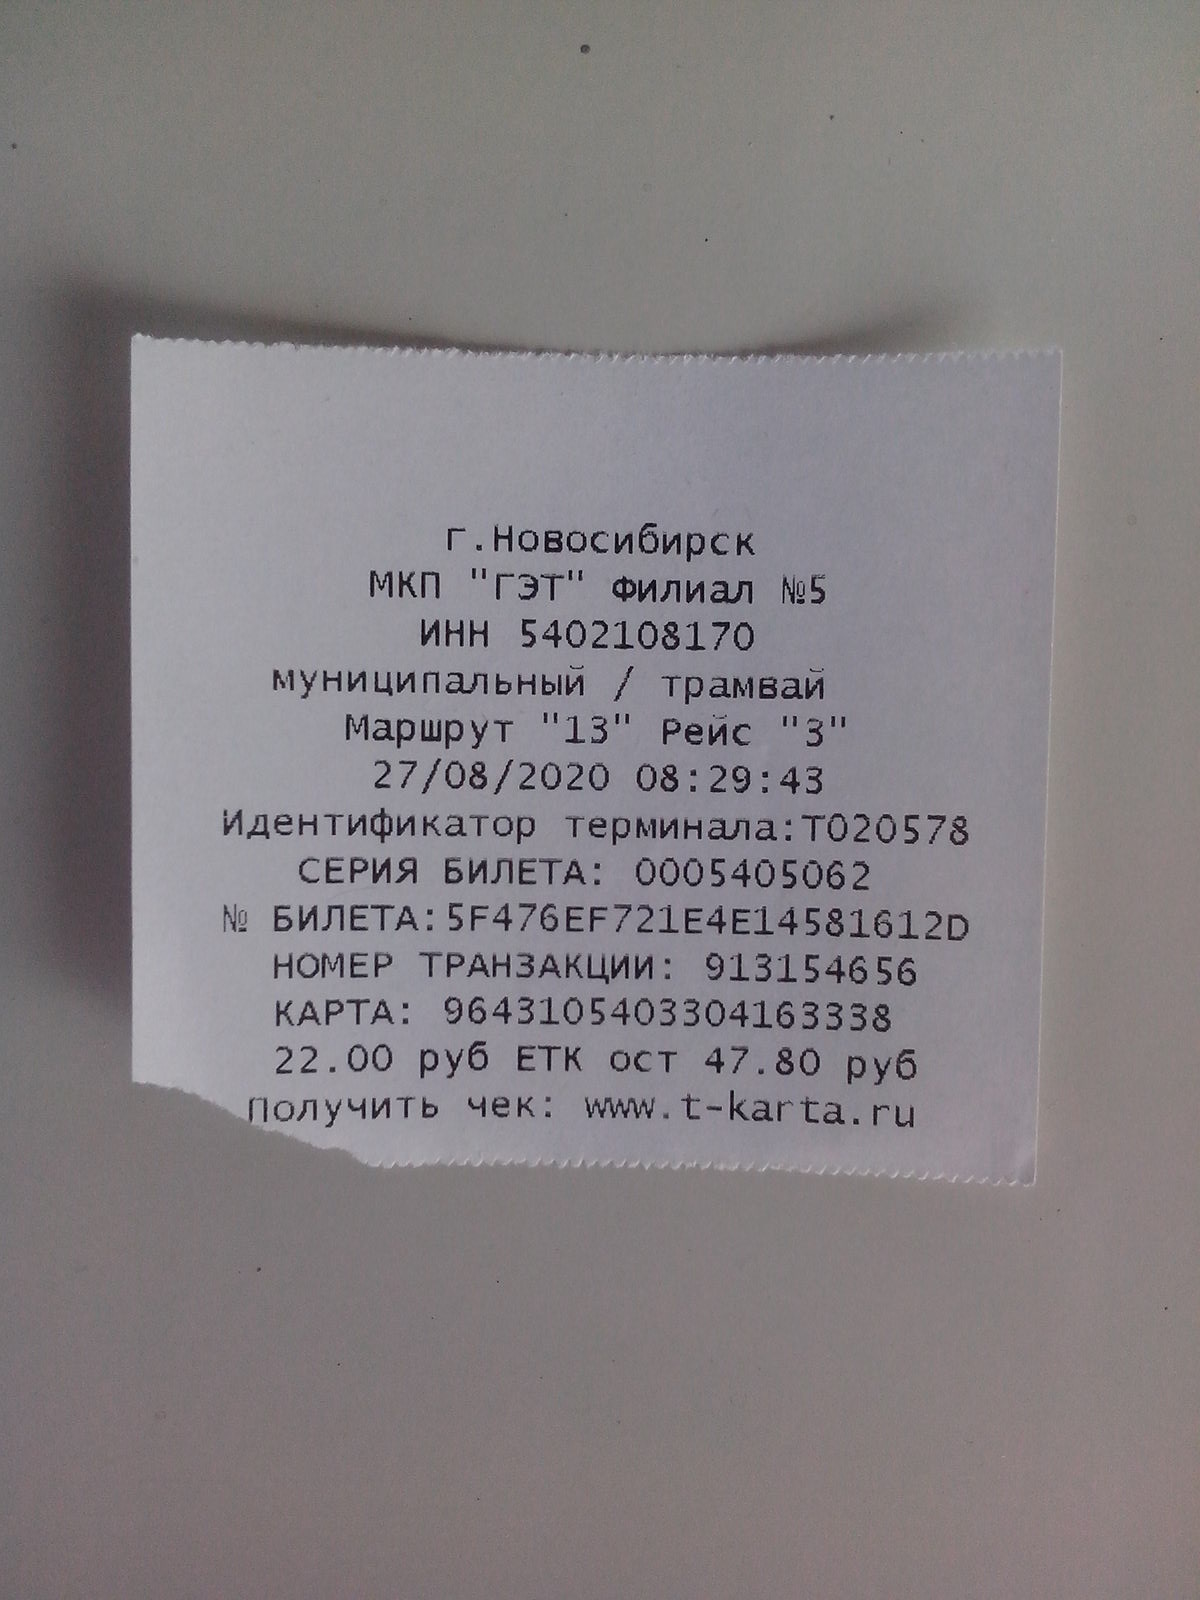 г.Новосибирск
МКП "ГЭТ" Филиал №5
ИНН 5402108170
муниципальный / трамвай
Маршрут "13" Рейс "3"
27/08/2020 08:29:43
Идентификатор терминала:T020578
СЕРИЯ БИЛЕТА: 0005405062
№ БИЛЕТА:5F476EF721E4E14581612D
НОМЕР ТРАНЗАКЦИИ: 913154656
КАРТА: 9643105403304163338
22.00 руб ЕТК ост 47.80 руб
Получить чек: www.t-karta.ru